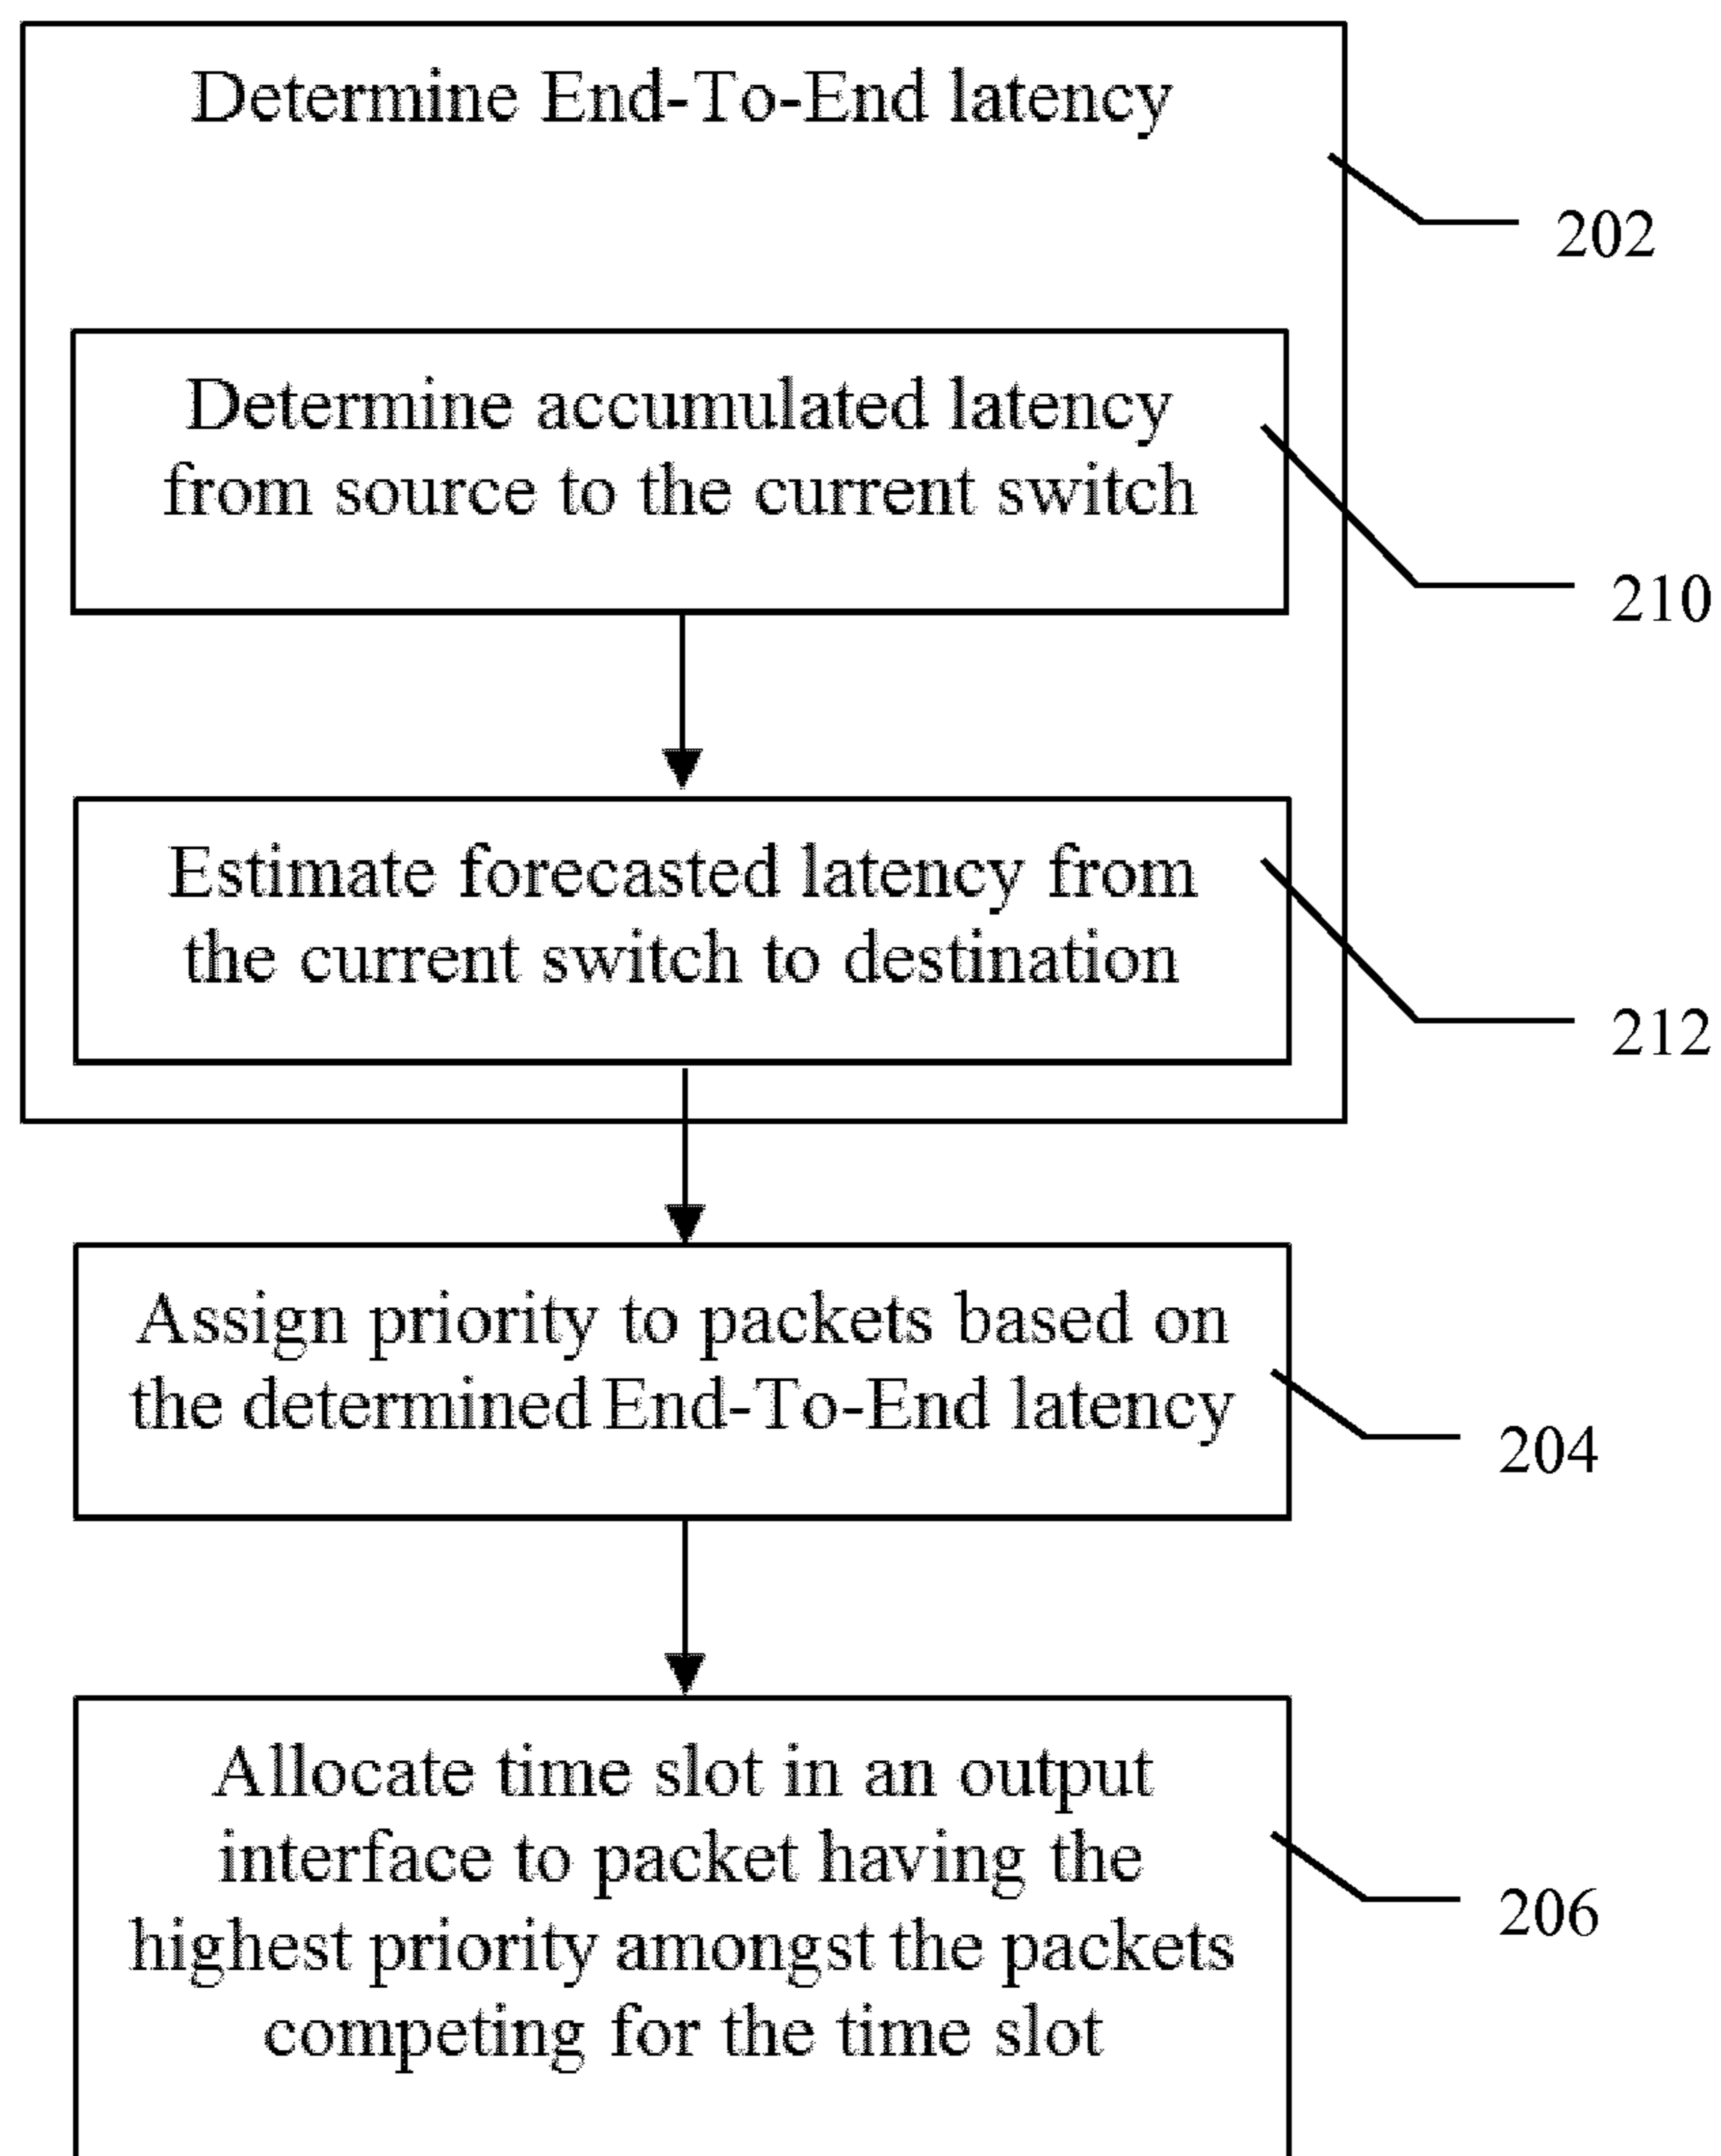 Determine End-To-End latency
202
Determine accumulated latency
from source to the current switch
210
Estimate forecasted latency from
the current switch to destination
212
Assign priority to packets based on
the determined End-To-End latency
204
Allocate time slot in an output
interface to packet having the
highest priority amongst the packets
competing for the time slot
206